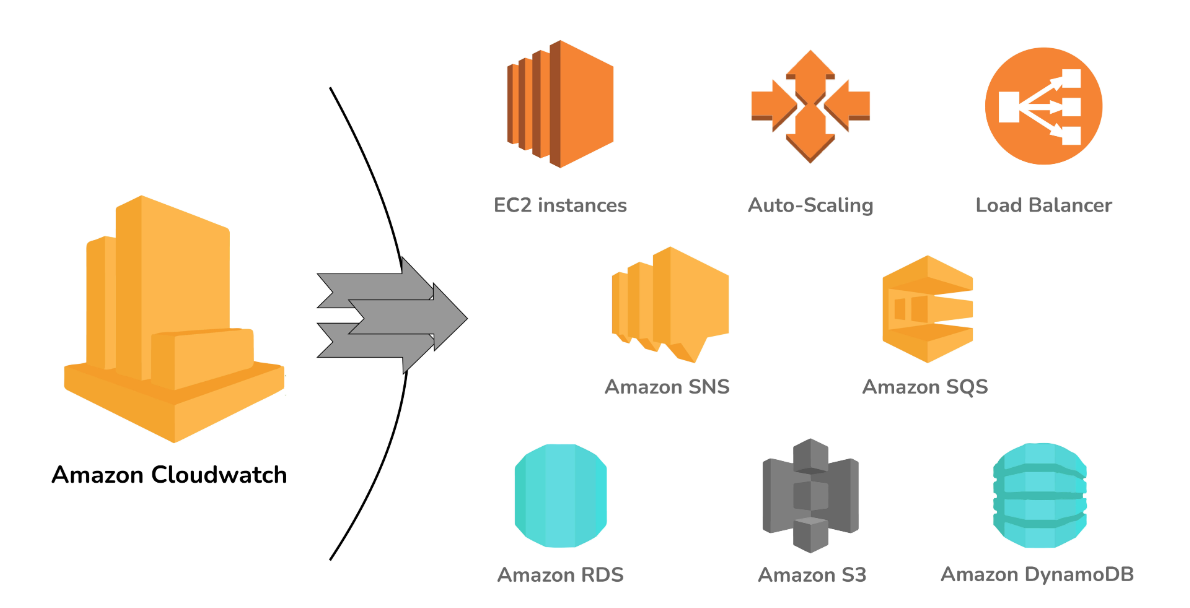 EC2 instances
Auto-Scaling
Load Balancer
Amazon SNS
Amazon SQS
Amazon Cloudwatch
Amazon RDS
Amazon S3
Amazon DynamoDB